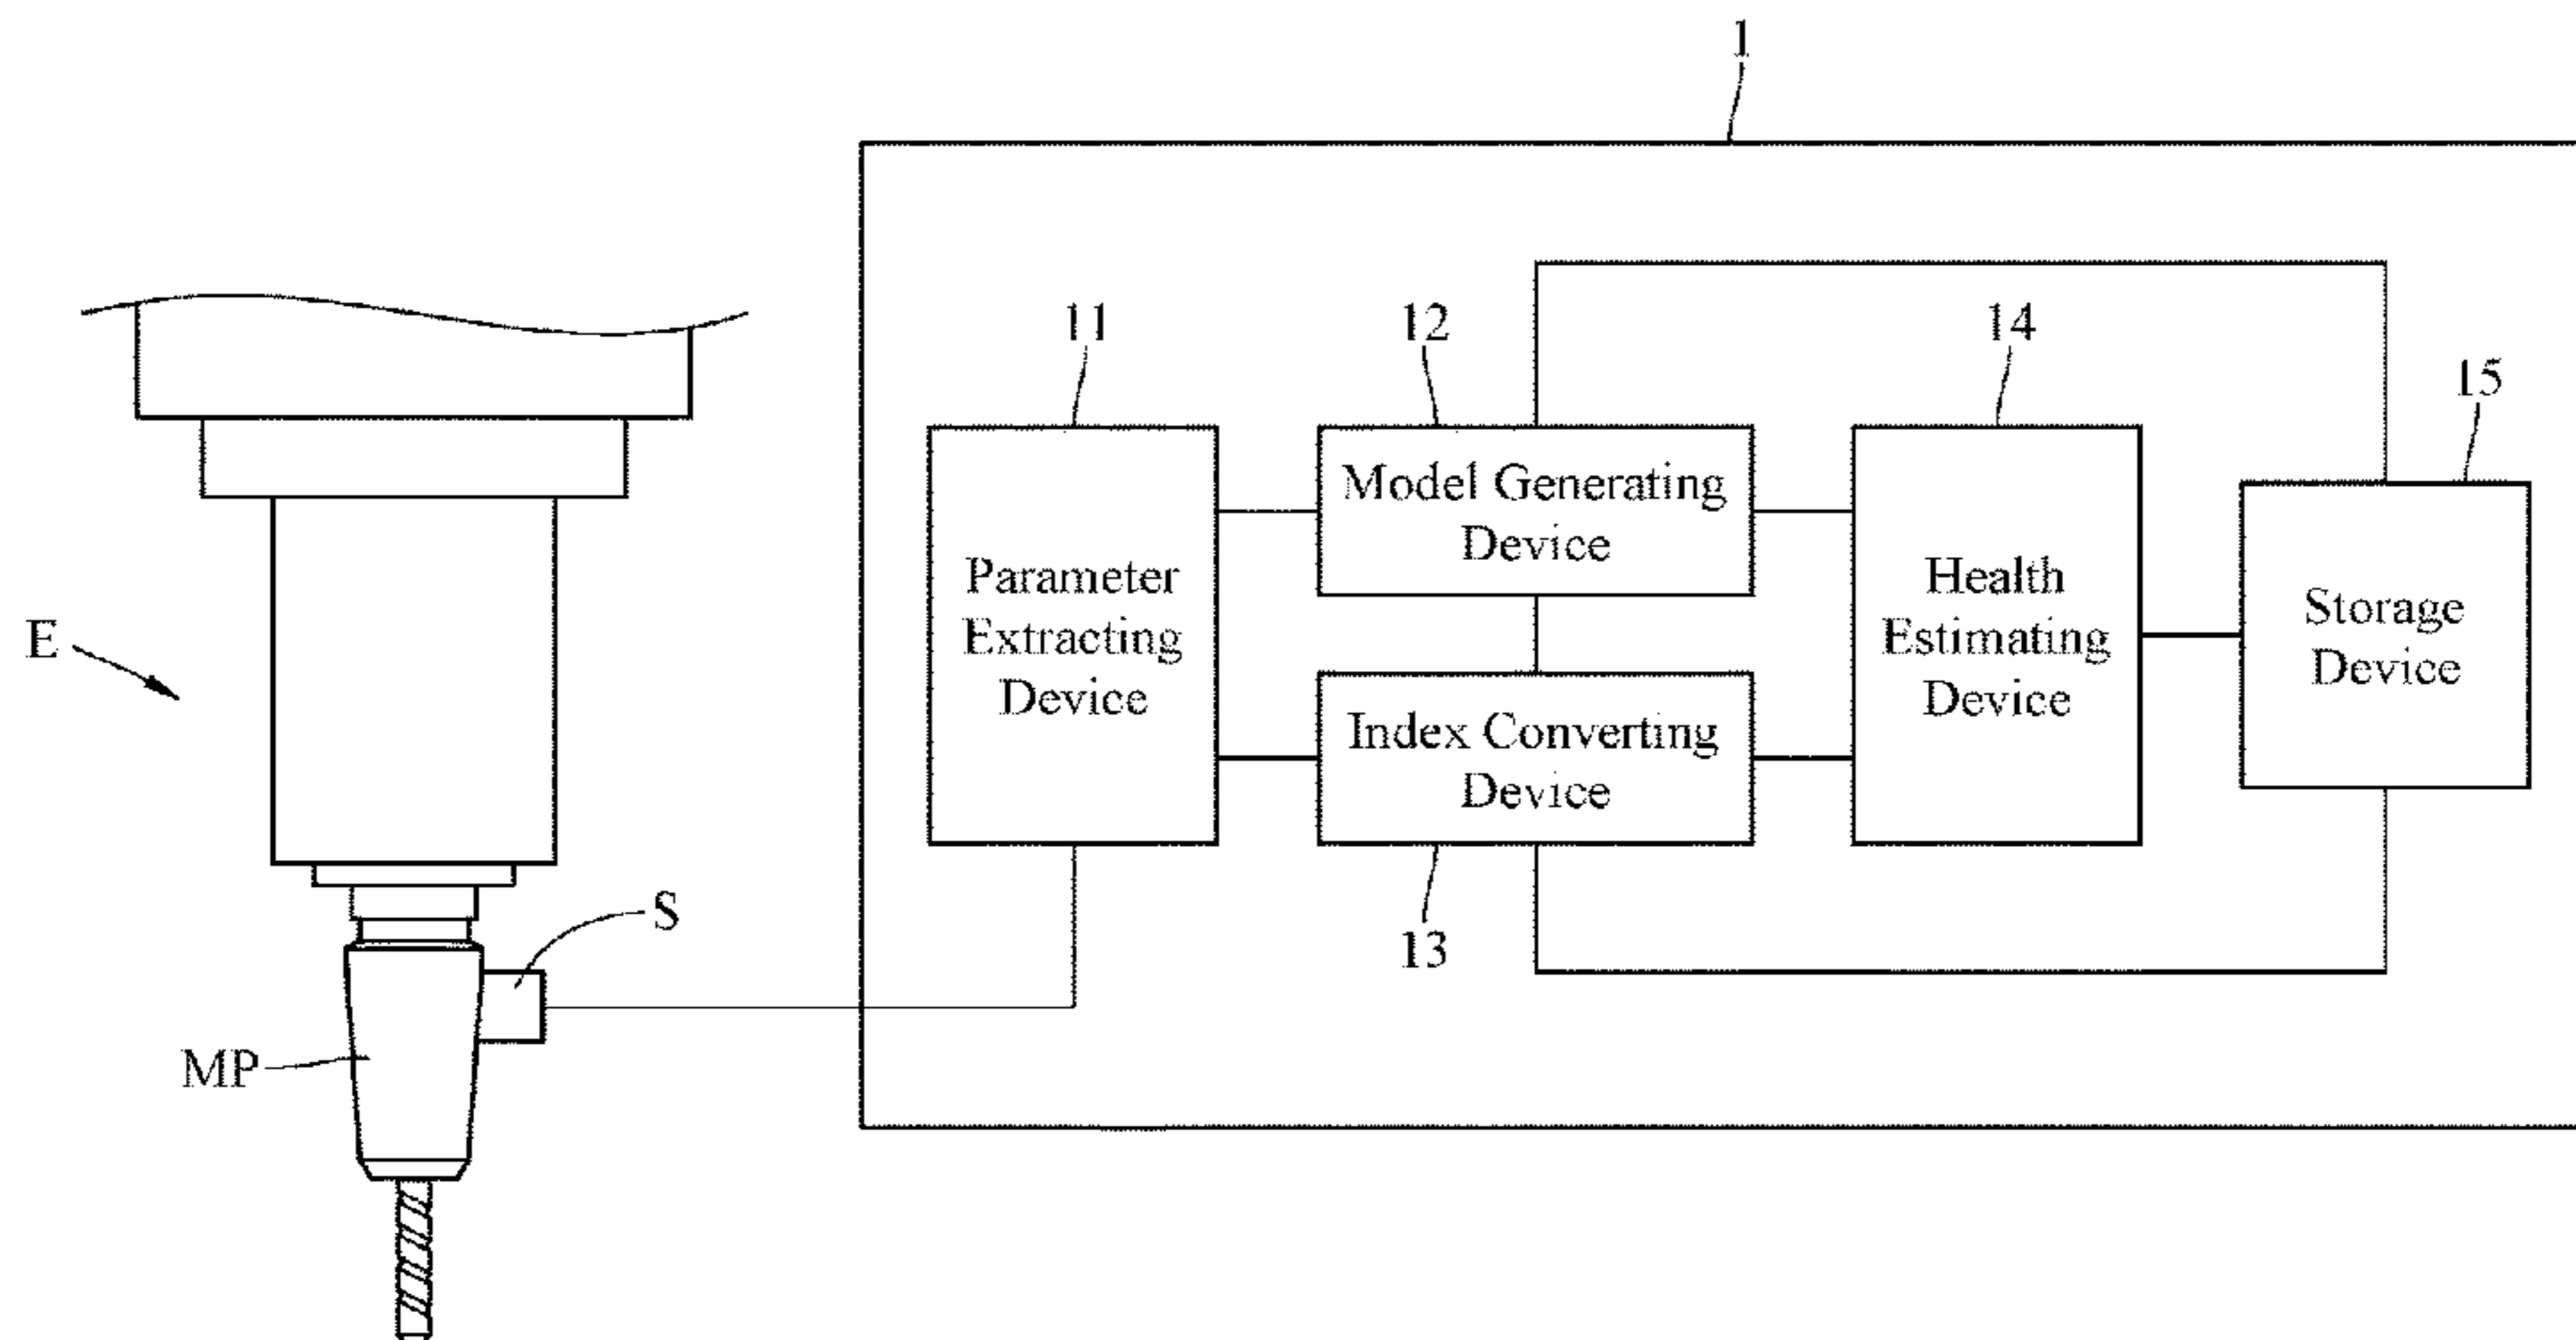 1
11
12
14
15
Model Generating
Device
Parameter
Extracting
Device
Health
Estimating
Device
Storage
Device
E
Index Converting
Device
S
13
MP